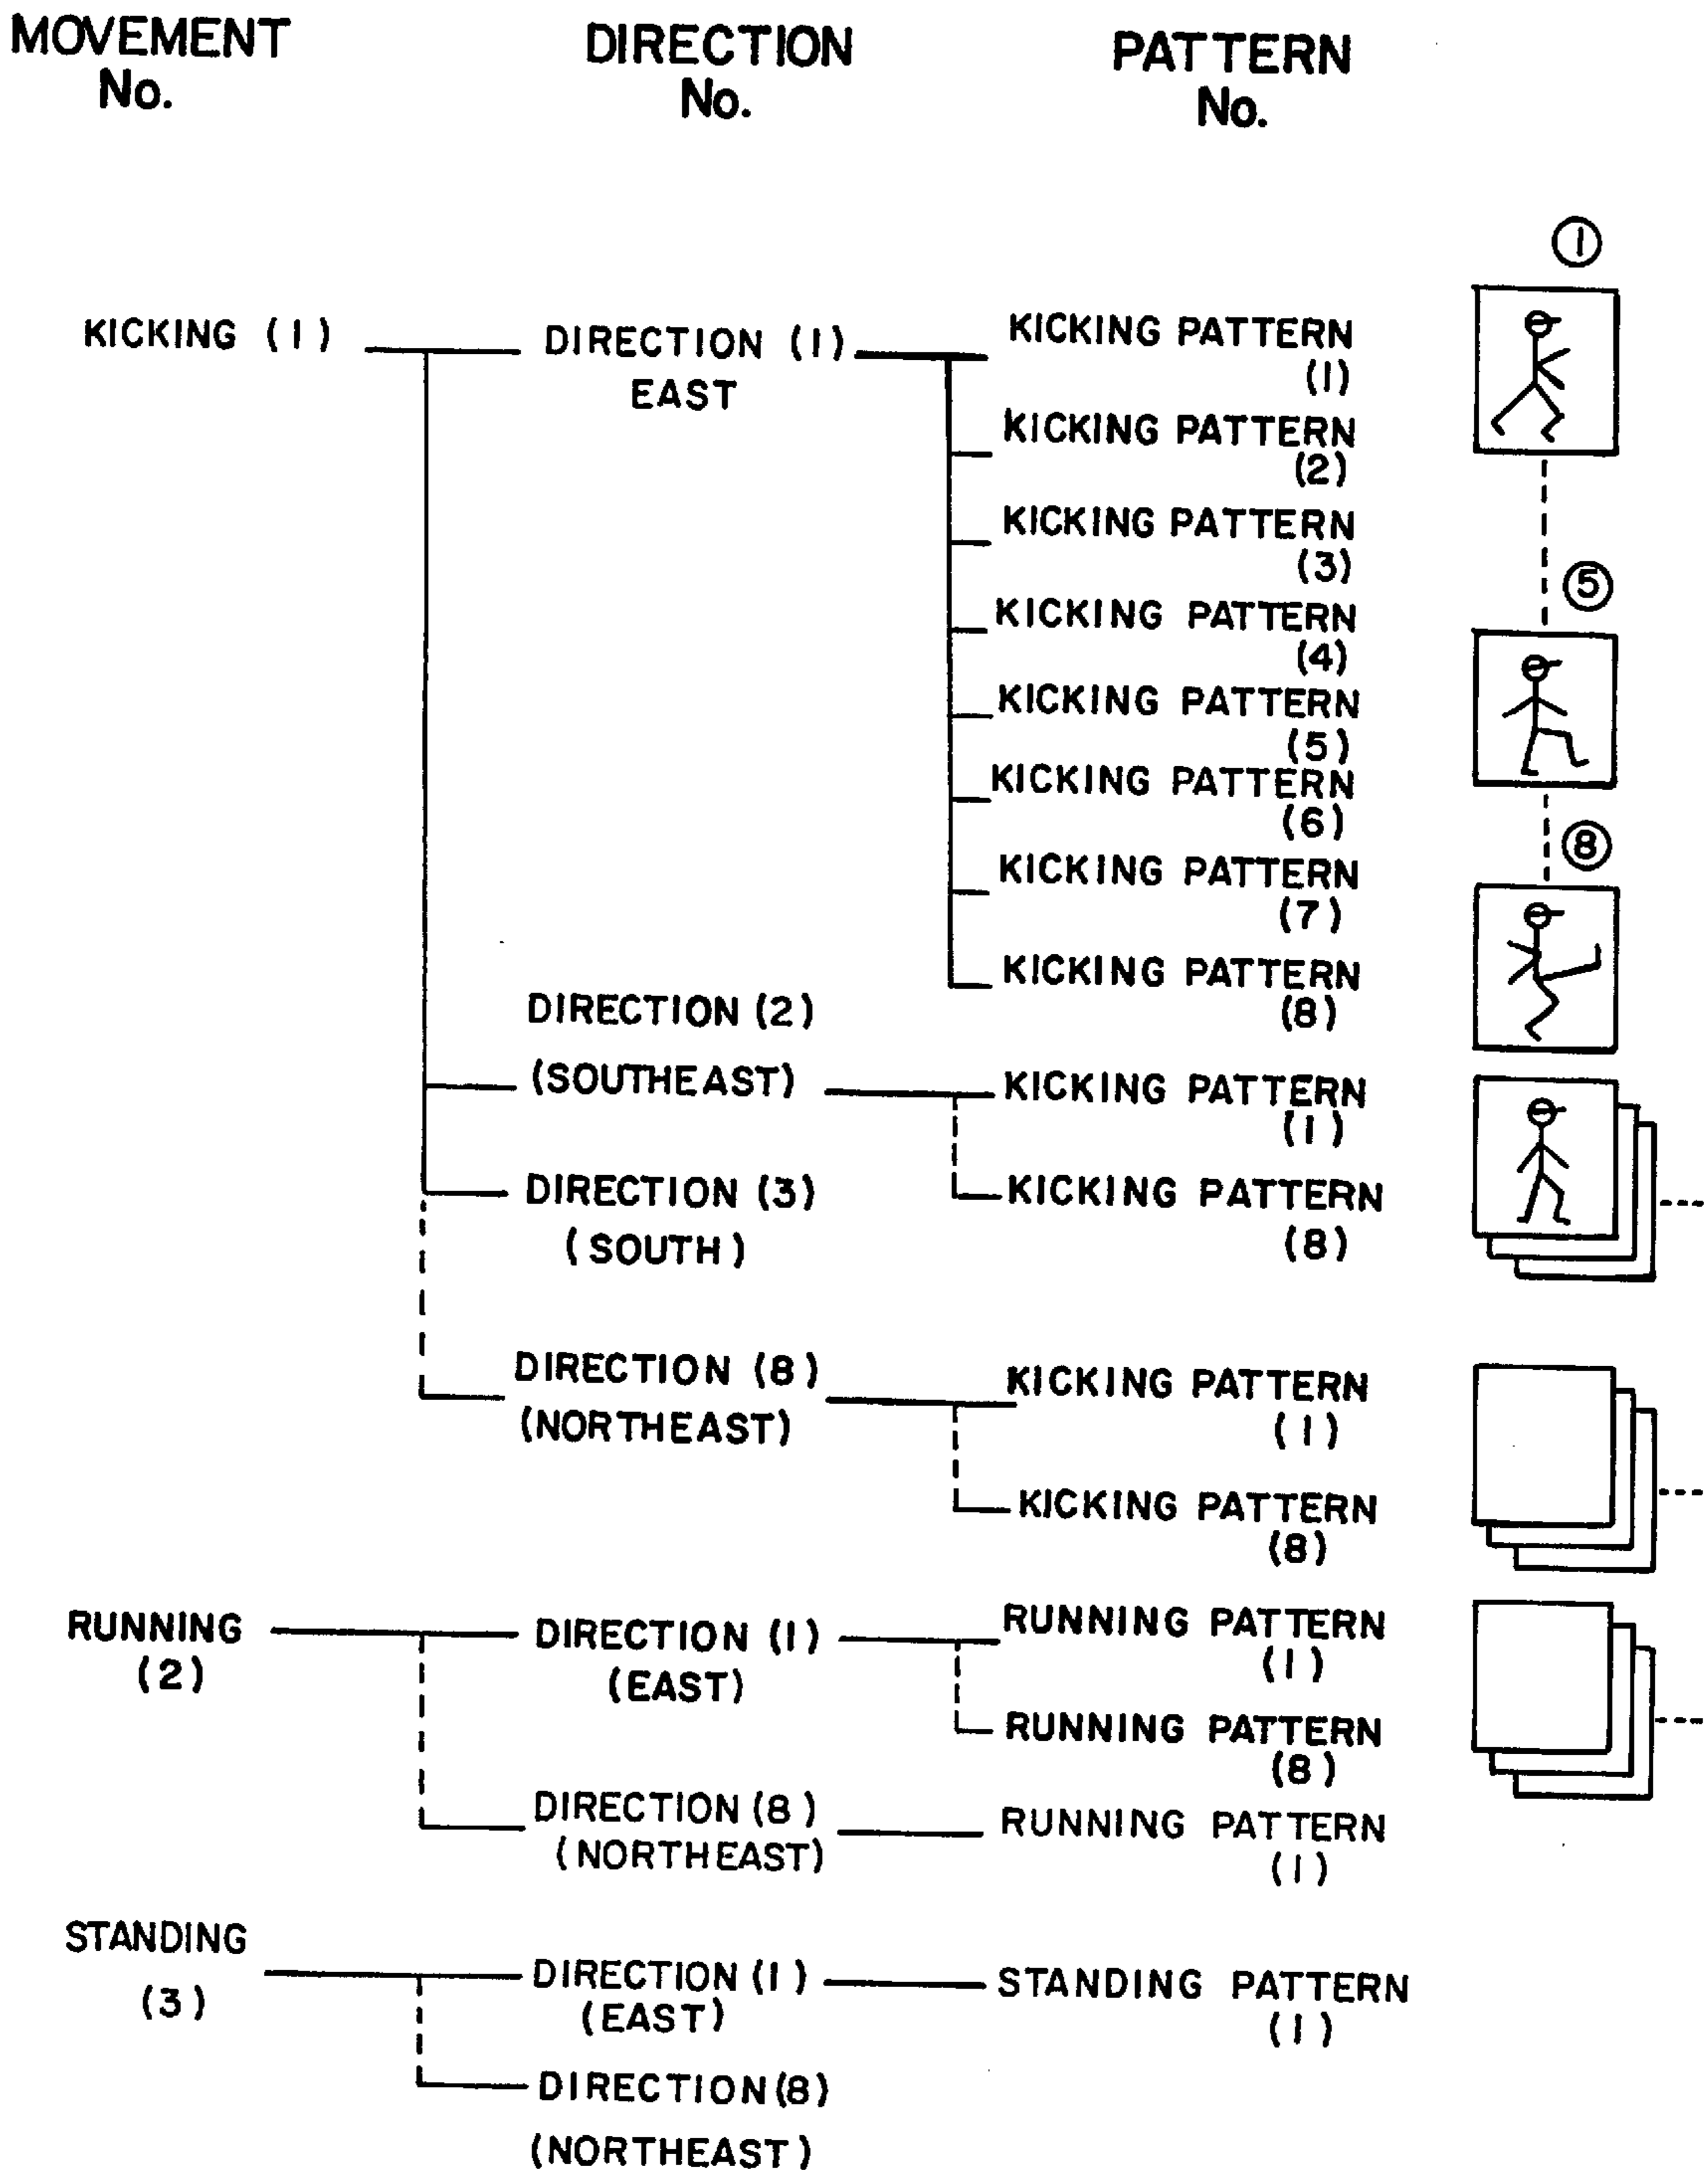 MOVEMENT
No.
DIRECTION
No.
PATTERN
No.
KICKING (1)
DIRECTION (1)
EAST
KICKING PATTERN
(1)
KICKING PATTERN
(2)
KICKING PATTERN
(3)
KICKING PATTERN
(4)
KICKING PATTERN
(5)
KICKING PATTERN
(6)
KICKING PATTERN
(7)
KICKING PATTERN
(8)
①
⑤
⑧
DIRECTION (2)
(SOUTHEAST)
KICKING PATTERN
(1)
KICKING PATTERN
(8)
DIRECTION (3)
(SOUTH)
DIRECTION (8)
(NORTHEAST)
KICKING PATTERN
(1)
KICKING PATTERN
(8)
RUNNING
(2)
DIRECTION (1)
(EAST)
RUNNING PATTERN
(1)
RUNNING PATTERN
(8)
DIRECTION (8)
(NORTHEAST)
RUNNING PATTERN
(1)
STANDING
(3)
DIRECTION (1)
(EAST)
STANDING PATTERN
(1)
DIRECTION (8)
(NORTHEAST)